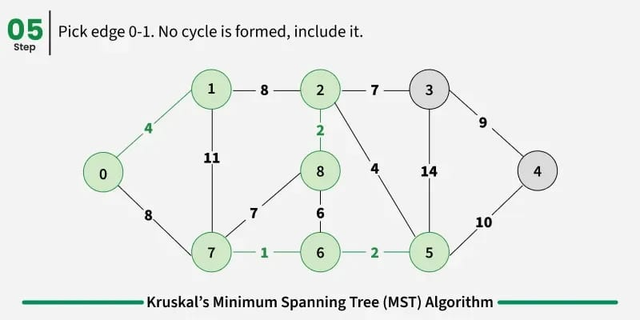 05
Step
Pick edge 0-1. No cycle is formed, include it.
1 8 2 7 3
4 9
2
11 4 14
0 8 4
8 7 6 10
7 1 6 2 5
Kruskal's Minimum Spanning Tree (MST) Algorithm